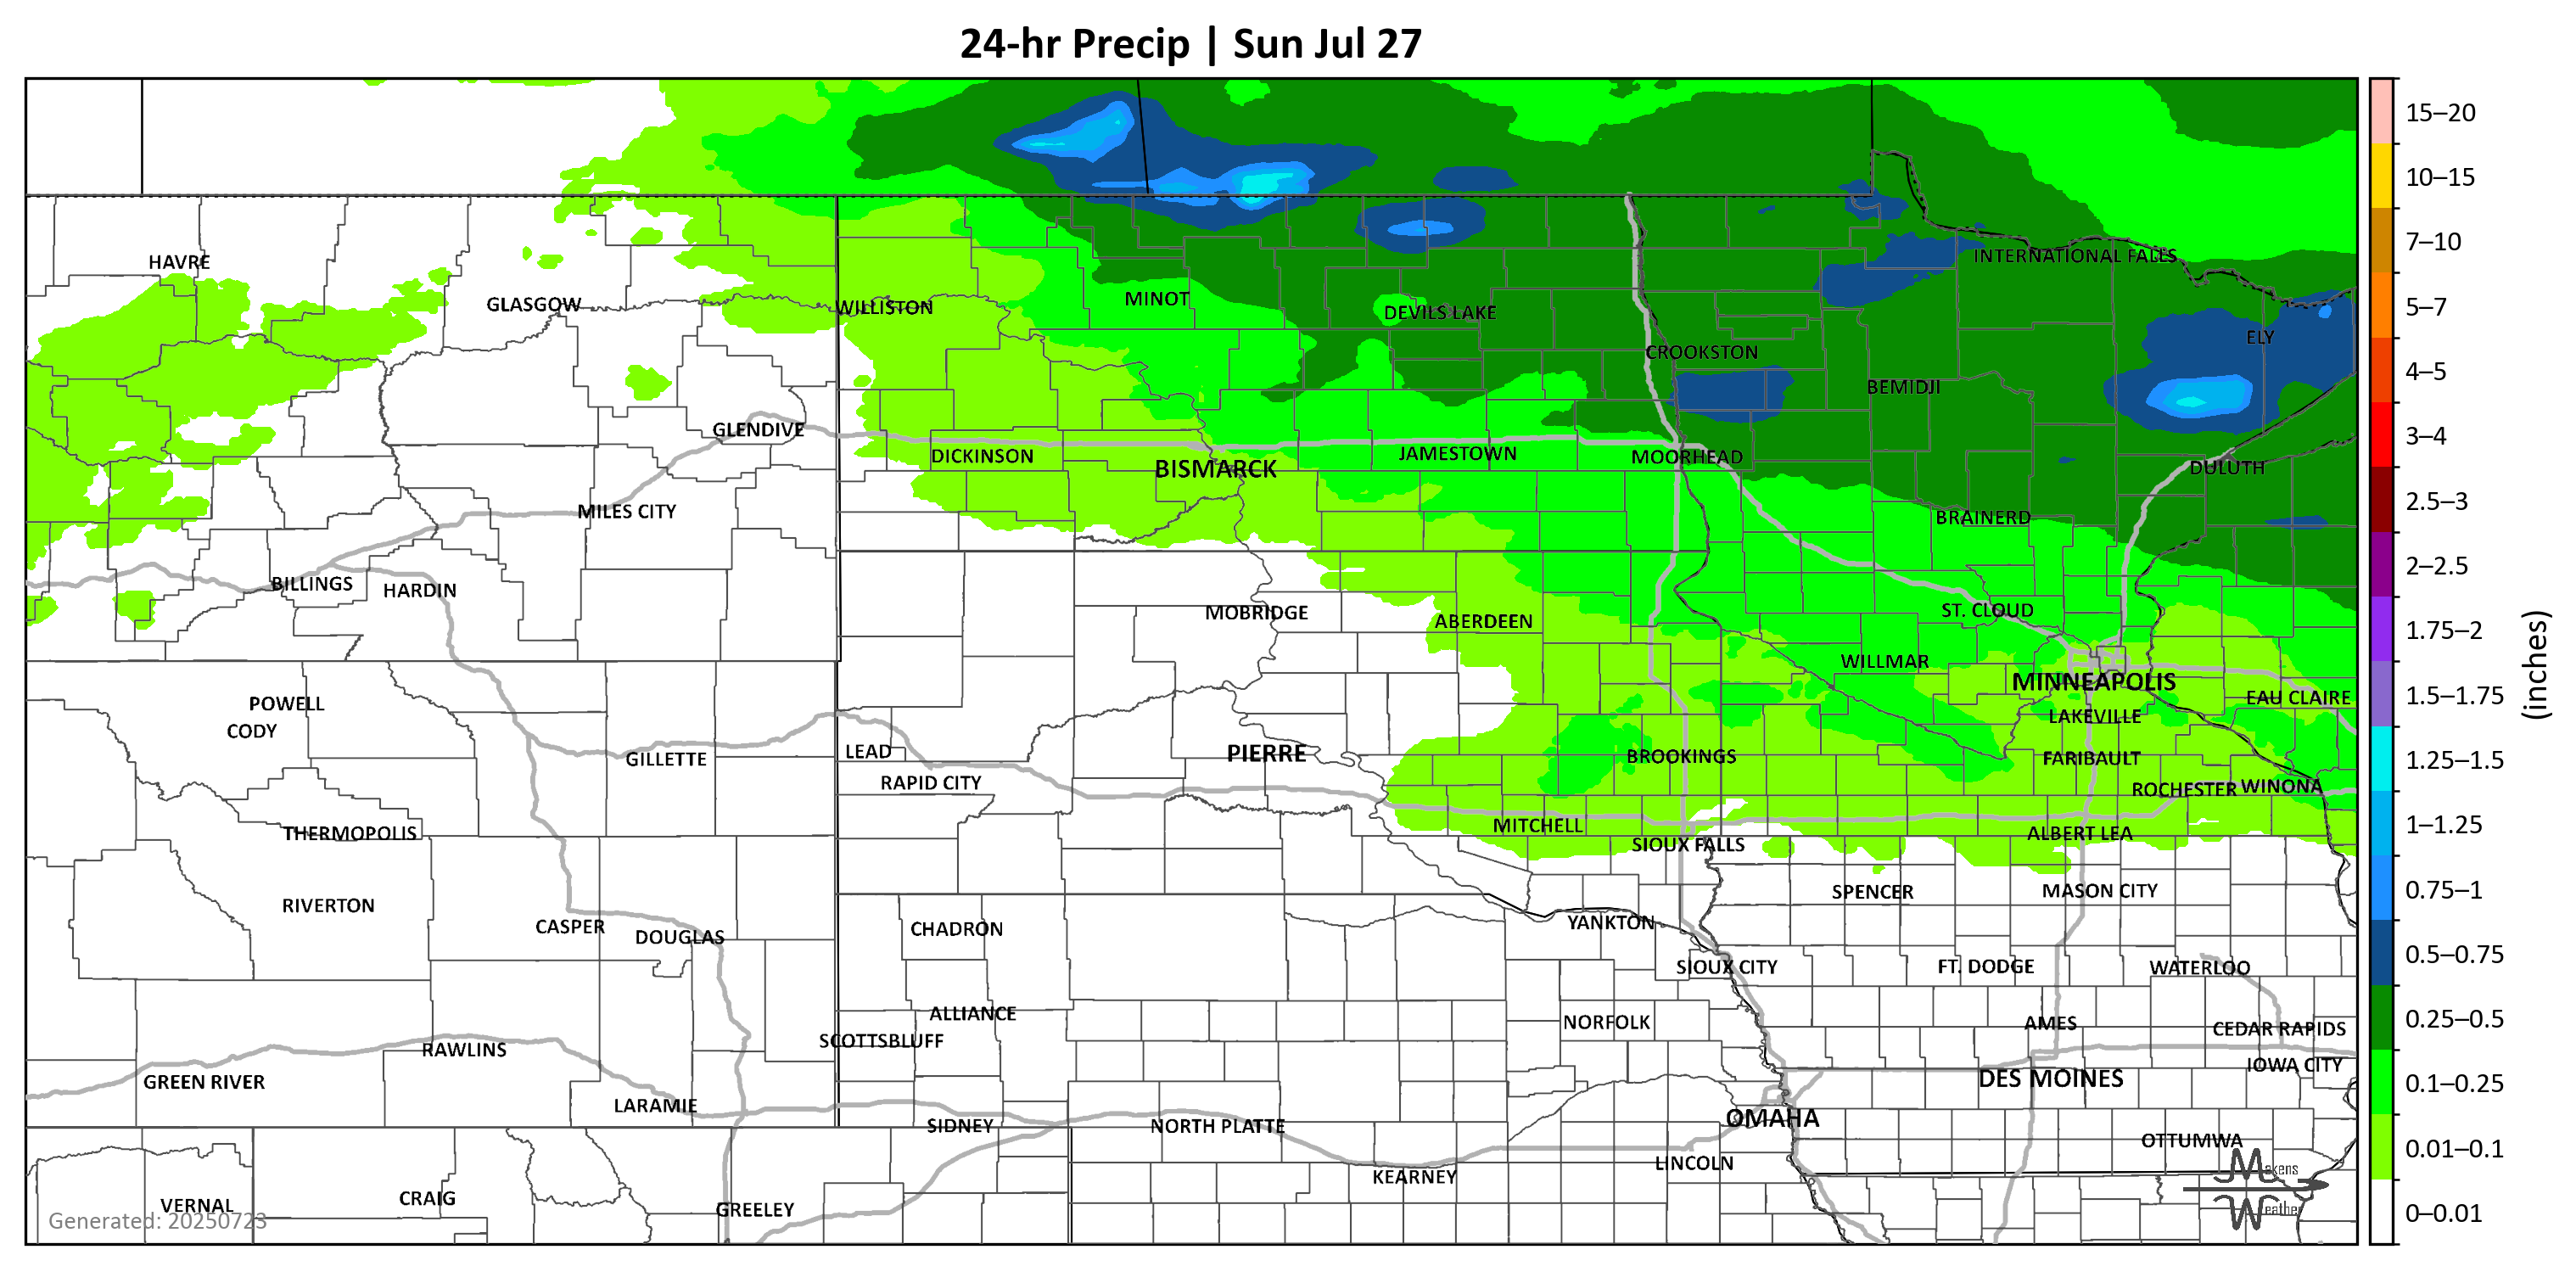 24-hr Precip | Sun Jul 27
15–20
10–15
7–10
5–7
4–5
3–4
2.5–3
2–2.5
1.75–2
1.5–1.75
1.25–1.5
1–1.25
0.75–1
0.5–0.75
0.25–0.5
0.1–0.25
0.01–0.1
0–0.01
(inches)
HAVRE
INTERNATIONAL FALLS
GLASGOW
WILLISTON
MINOT
DEVILS LAKE
ELY
CROOKSTON
BEMIDJI
GLENDIVE
DICKINSON
BISMARCK
JAMESTOWN
MOORHEAD
DULUTH
MILES CITY
BRAINERD
BILLINGS
HARDIN
MOBRIDGE
ABERDEEN
ST. CLOUD
WILLMAR
MINNEAPOLIS
EAU CLAIRE
POWELL
CODY
LAKEVILLE
GILLETTE
LEAD
PIERRE
BROOKINGS
FARIBAULT
RAPID CITY
ROCHESTER
WINONA
THERMOPOLIS
MITCHELL
SIOUX FALLS
ALBERT LEA
RIVERTON
SPENCER
MASON CITY
CASPER
DOUGLAS
CHADRON
YANKTON
SIOUX CITY
FT. DODGE
WATERLOO
ALLIANCE
SCOTTSBLUFF
NORFOLK
AMES
CEDAR RAPIDS
RAWLINS
GREEN RIVER
IOWA CITY
DES MOINES
LARAMIE
SIDNEY
NORTH PLATTE
OMAHA
OTTUMWA
KEARNEY
LINCOLN
VERNAL
CRAIG
GREELEY
Generated: 20250723
Makens
Weather